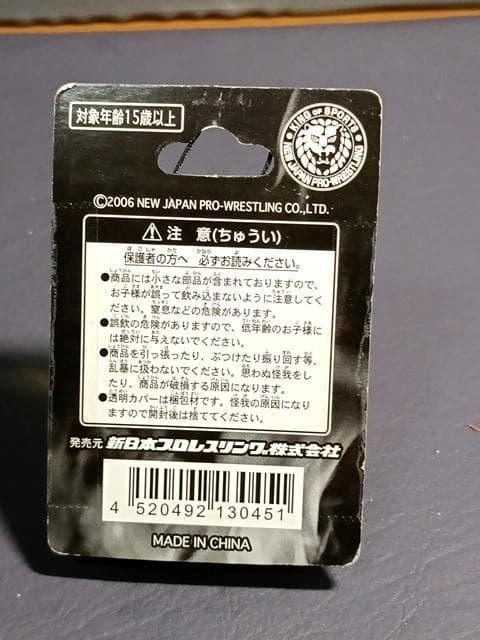 対象年齢15歳以上
KING OF SPORTS
NEW JAPAN PRO-WRESTLING
©2006 NEW JAPAN PRO-WRESTLING CO.,LTD.
⚠注 意(ちゅうい)
保護者の方へ 必ずお読みください。
●商品には小さな部品が含まれておりますので、
お子様が誤って飲み込まないように注意してく
ださい。窒息などの危険があります。
●誤飲の危険がありますので、低年齢のお子様に
は絶対に与えないでください。
●商品を引っ張ったり、ぶつけたり振り回す等、
乱暴に扱わないでください。思わぬ怪我をし
たり、商品が破損する原因になります。
●透明カバーは梱包材です。怪我の原因になり
ますので開封後は捨ててください。
発売元 新日本プロレスリング株式会社
4 520492 130451
MADE IN CHINA